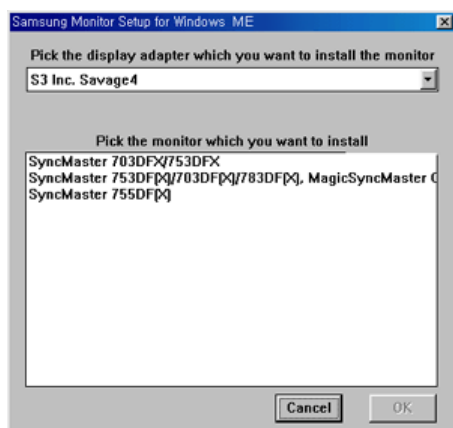 Samsung Monitor Setup for Windows ME
Pick the display adapter which you want to install the monitor
S3 Inc. Savage4
Pick the monitor which you want to install
SyncMaster 703DFX/753DFX
SyncMaster 753DF[X]/703DF[X]/783DF[X], MagicSyncMaster
SyncMaster 755DF[X]
Cancel
OK